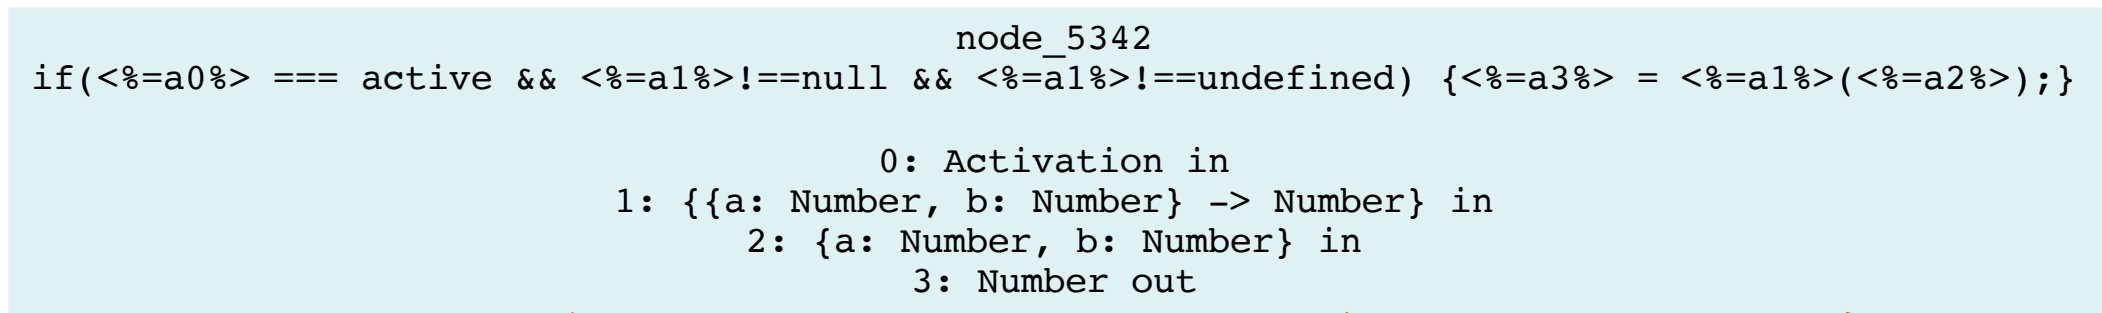 node_5342
if(<%=a0%> === active && <%=a1%>!==null && <%=a1%>!==undefined) {<%=a3%> = <%=a1%>(<%=a2%>);}
0: Activation in
1: {{a: Number, b: Number} -> Number} in
2: {a: Number, b: Number} in
3: Number out